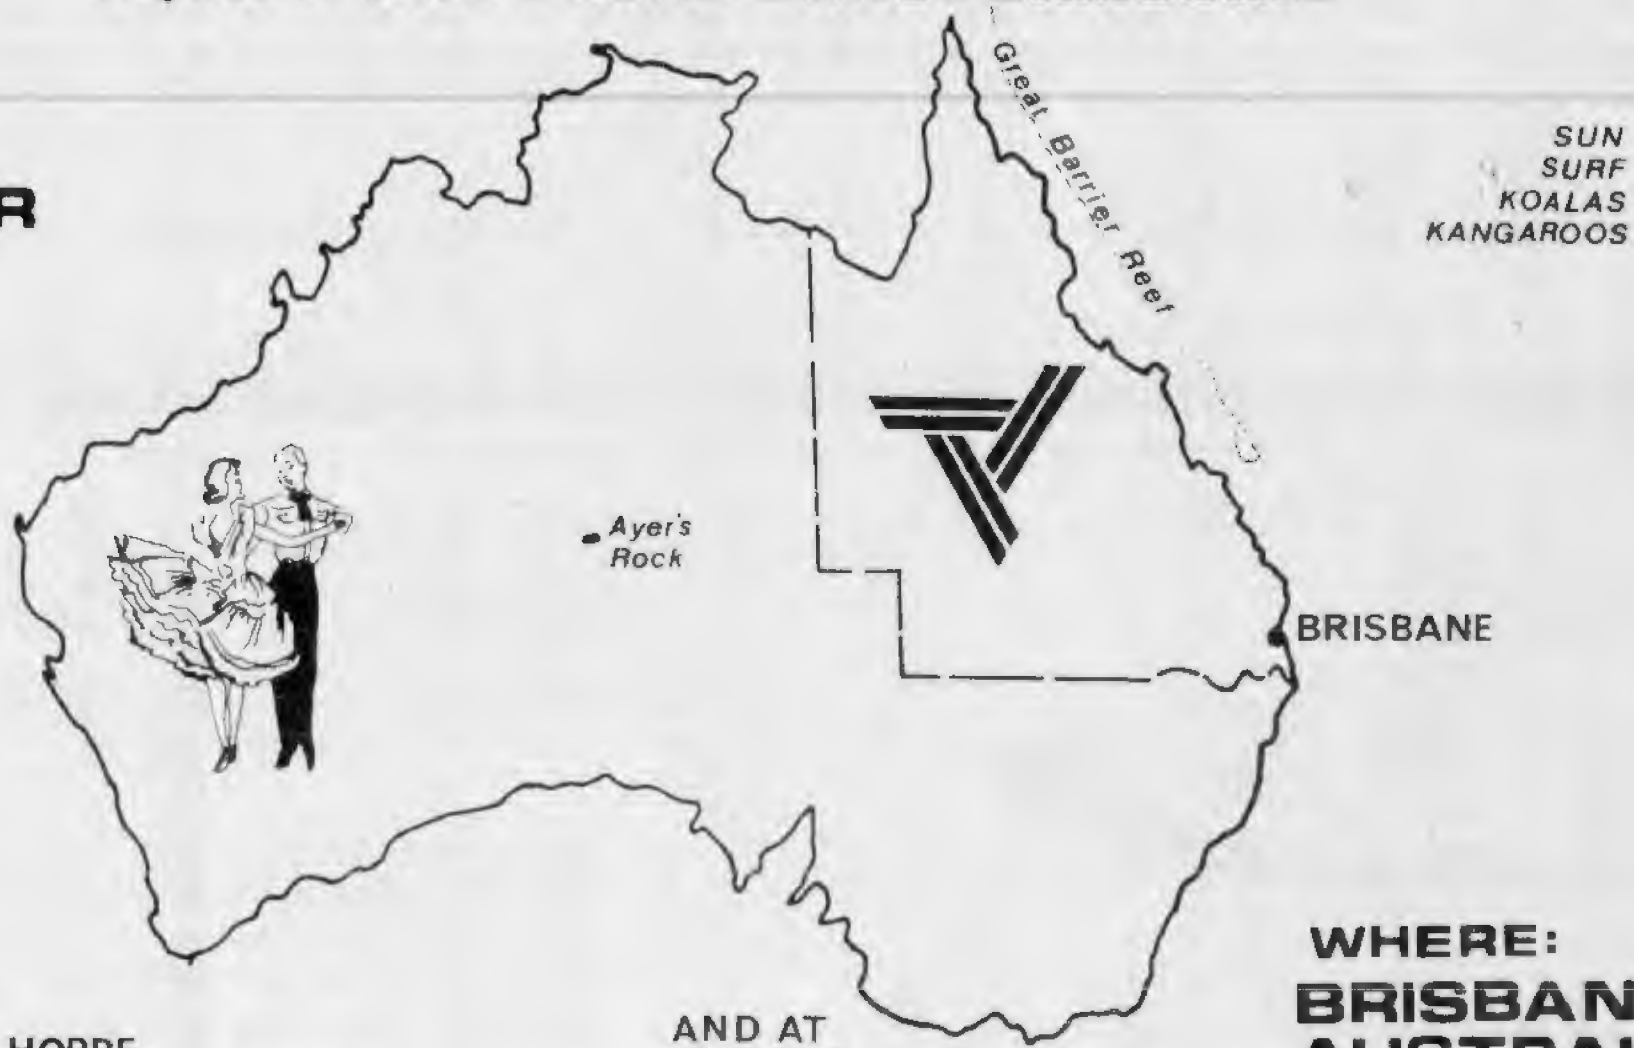 Great Barrier Reef
SUN
SURF
KOALAS
KANGAROOS
R
Ayer's
Rock
BRISBANE
WHERE:
BRISBAN
AND AT